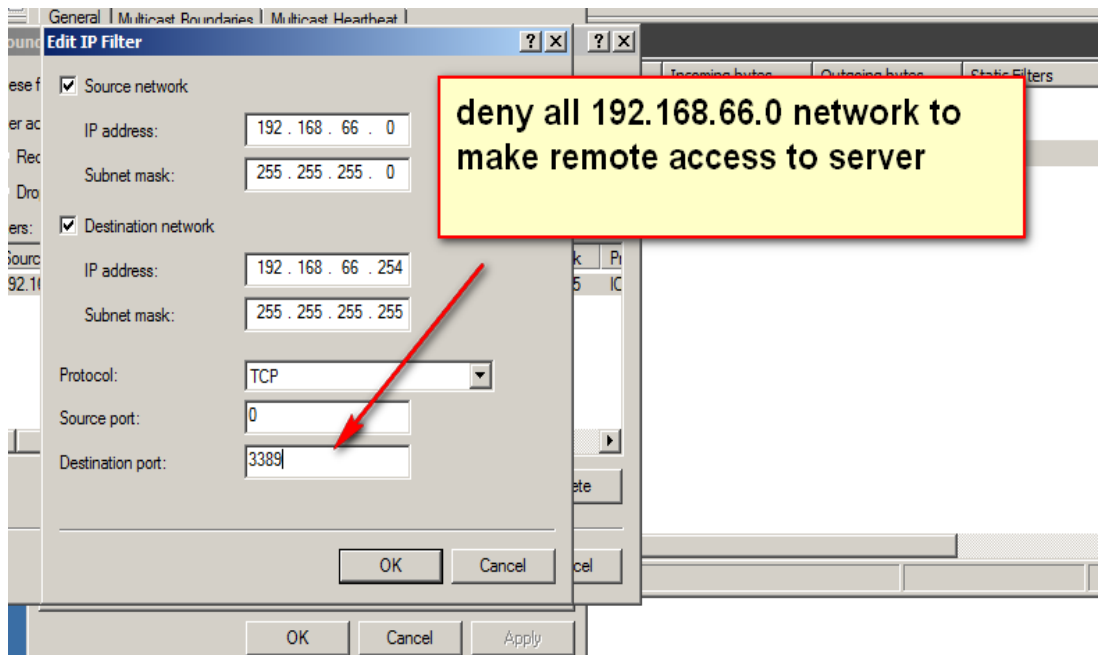 General Multicast Boundaries Multicast Heartbeat
Edit IP Filter
Incoming bytes Outgoing bytes Static Filters
Source network
IP address: 192 . 168 . 66 . 0
Subnet mask: 255 . 255 . 255 . 0
deny all 192.168.66.0 network to
make remote access to server
Destination network
IP address: 192 . 168 . 66 . 254
Subnet mask: 255 . 255 . 255 . 255
Protocol: TCP
Source port: 0
Destination port: 3389
OK Cancel
OK Cancel Apply